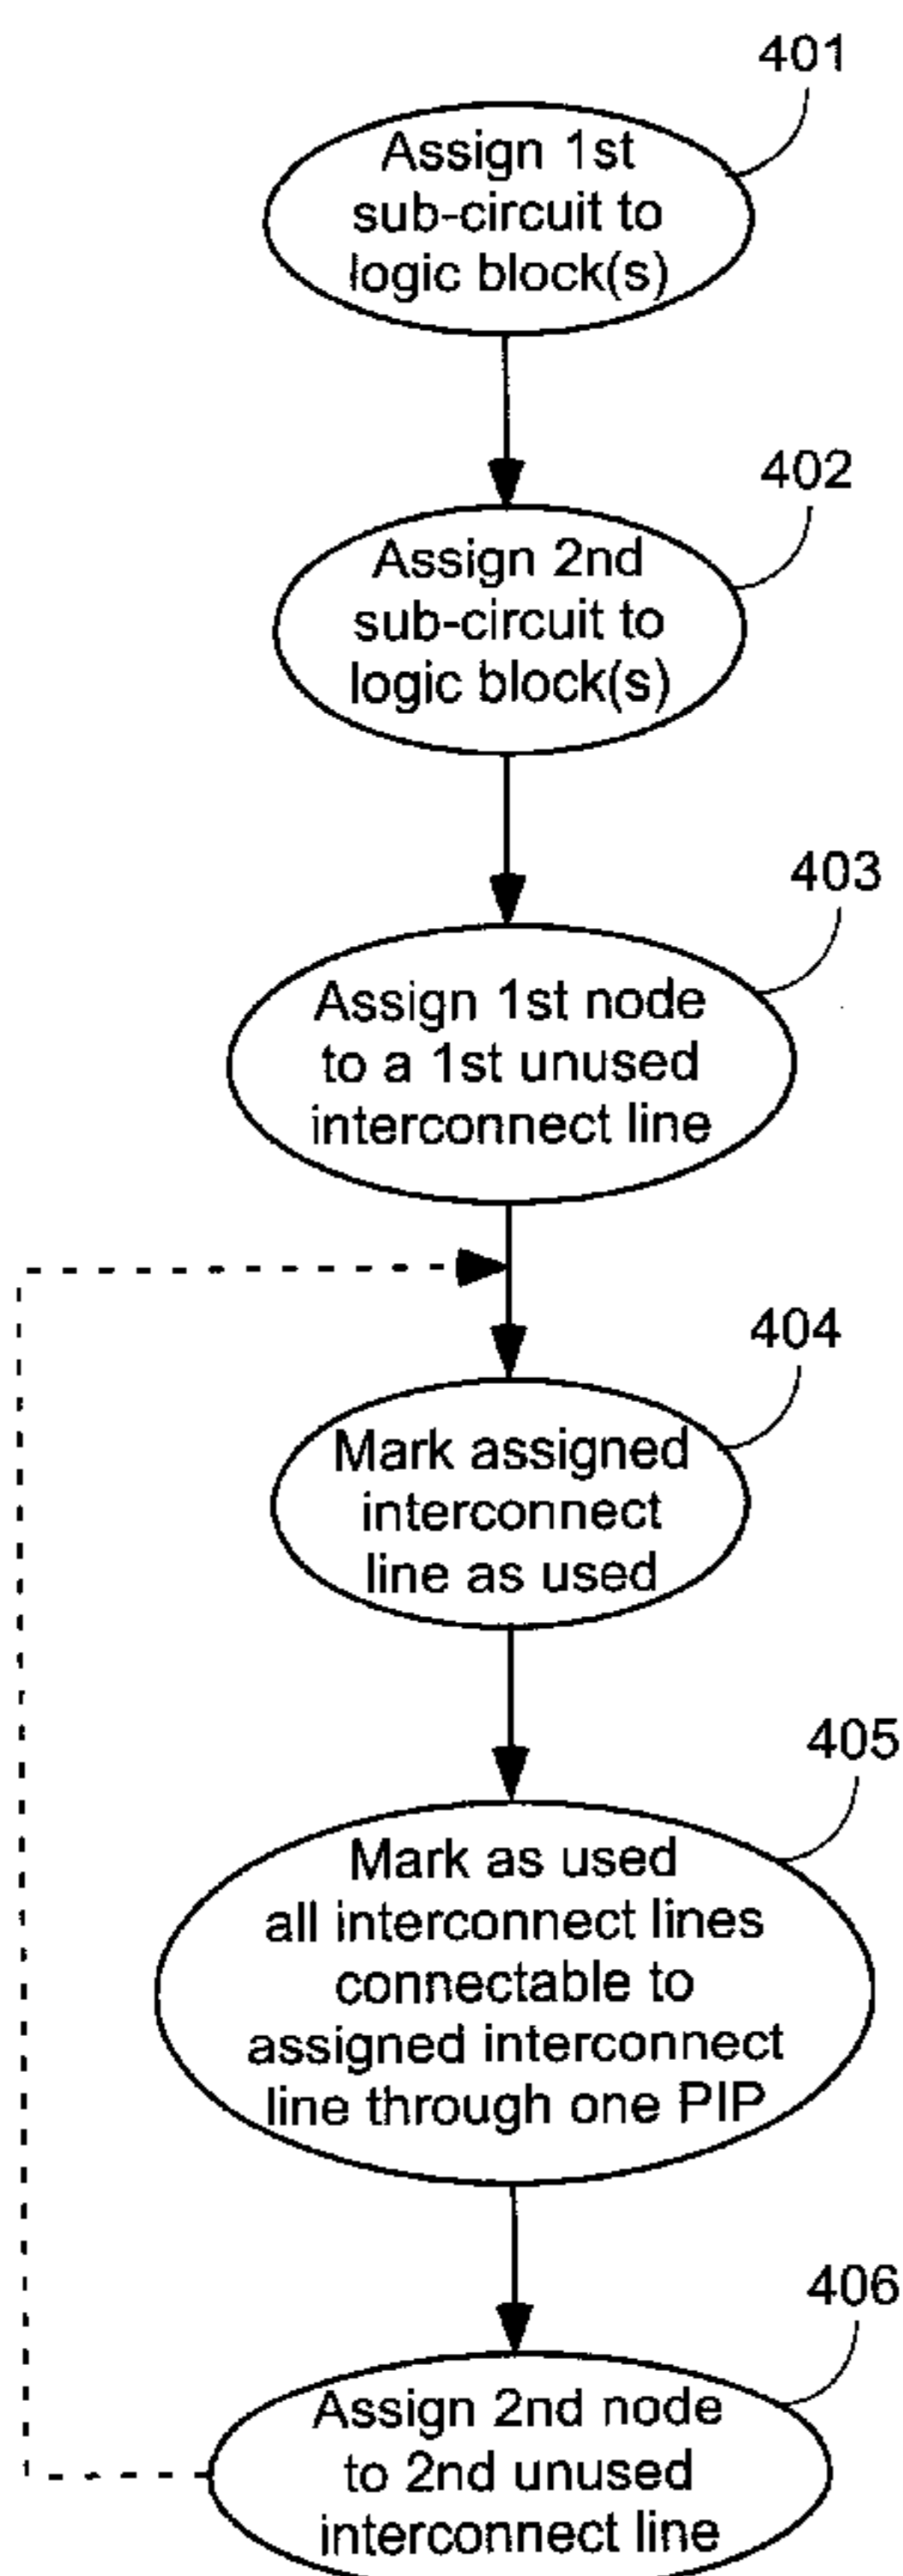 401
Assign 1st
sub-circuit to
logic block(s)
402
Assign 2nd
sub-circuit to
logic block(s)
403
Assign 1st node
to a 1st unused
interconnect line
404
Mark assigned
interconnect
line as used
405
Mark as used
all interconnect lines
connectable to
assigned interconnect
line through one PIP
406
Assign 2nd node
to 2nd unused
interconnect line